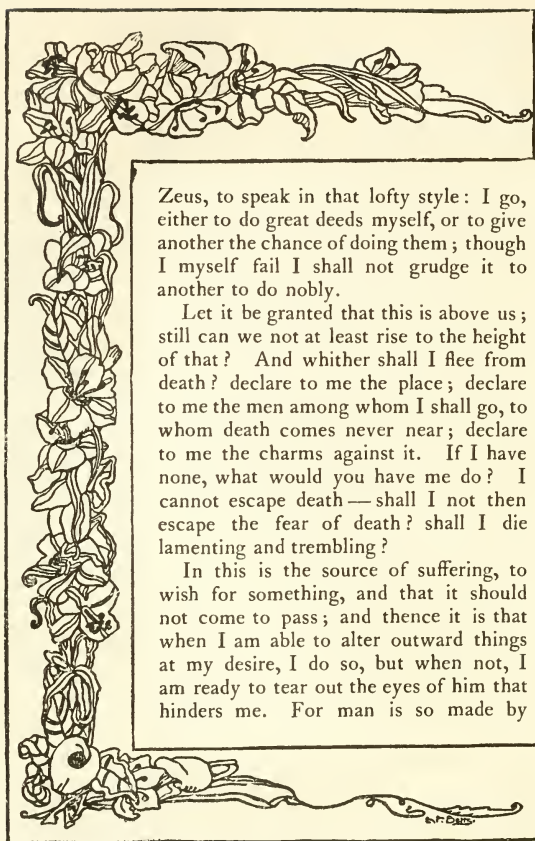 Zeus, to speak in that lofty style: I go,
either to do great deeds myself, or to give
another the chance of doing them; though
I myself fail I shall not grudge it to
another to do nobly.
Let it be granted that this is above us;
still can we not at least rise to the height
of that? And whither shall I flee from
death? declare to me the place; declare
to me the men among whom I shall go, to
whom death comes never near; declare
to me the charms against it. If I have
none, what would you have me do? I
cannot escape death — shall I not then
escape the fear of death? shall I die
lamenting and trembling?
In this is the source of suffering, to
wish for something, and that it should
not come to pass; and thence it is that
when I am able to alter outward things
at my desire, I do so, but when not, I
am ready to tear out the eyes of him that
hinders me. For man is so made by